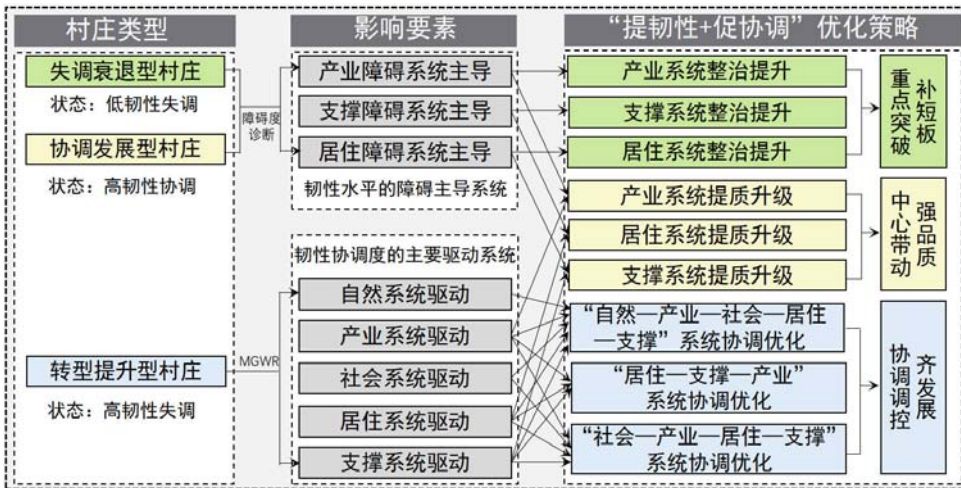 村庄类型
影响要素
“提韧性+促协调”优化策略
失调衰退型村庄
状态：低韧性失调
协调发展型村庄
状态：高韧性协调
转型提升型村庄
状态：高韧性失调
障碍度
诊断
MGWR
产业障碍系统主导
支撑障碍系统主导
居住障碍系统主导
韧性水平的障碍主导系统
韧性协调度的主要驱动系统
自然系统驱动
产业系统驱动
社会系统驱动
居住系统驱动
支撑系统驱动
产业系统整治提升
支撑系统整治提升
居住系统整治提升
产业系统提质升级
居住系统提质升级
支撑系统提质升级
“自然—产业—社会—居住
—支撑”系统协调优化
“居住—支撑—产业”
系统协调优化
“社会—产业—居住—支撑”
系统协调优化
补短板
重点突破
强品质
中心带动
齐发展
协调调控